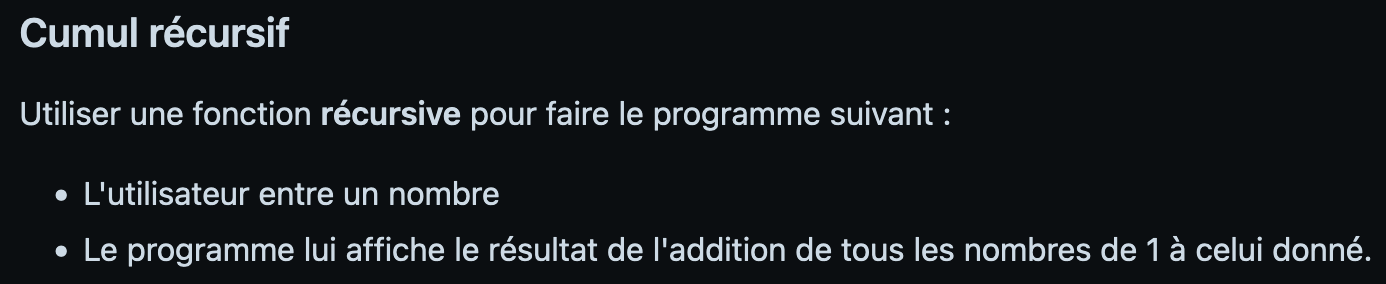 Cumul récursif
Utiliser une fonction récursive pour faire le programme suivant :
• L'utilisateur entre un nombre
• Le programme lui affiche le résultat de l'addition de tous les nombres de 1 à celui donné.